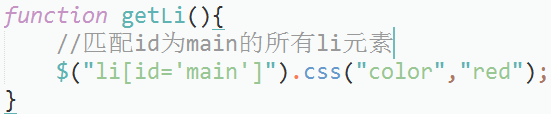 function getLi(){
//匹配id为main的所有li元素
$("li[id='main']").css("color","red");
}